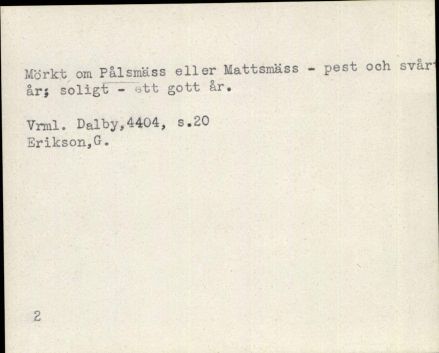 Mörkt om Pålsmäss eller Mattsmäss - pest och svårt
år; soligt - ett gott år.
Vrml. Dalby,4404, s.20
Erikson,G.
2